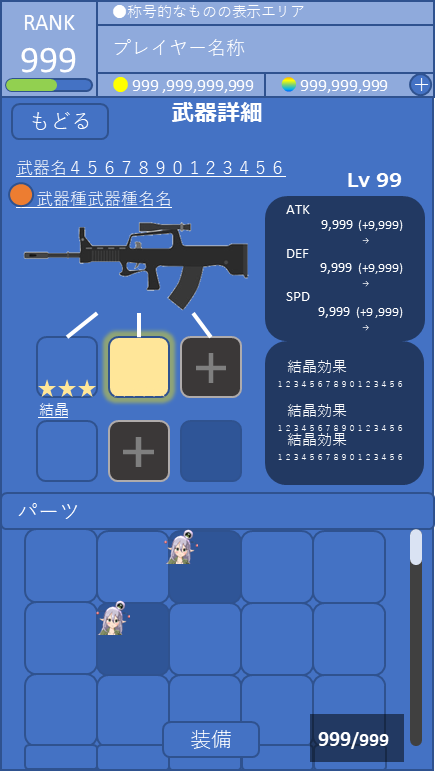 RANK
999
●称号的なものの表示エリア
プレイヤー名称
999 ,999,999,999
999,999,999
もどる
武器詳細
武器名４５６７８９０１２３４５６
武器種武器種名名
Lv 99
ATK
9,999 (+9,999)
→
DEF
9,999 (+9,999)
→
SPD
9,999 (+9 ,999)
→
結晶
結晶効果
１２３４５６７８９０１２３４５６
結晶効果
１２３４５６７８９０１２３４５６
結晶効果
１２３４５６７８９０１２３４５６
パーツ
装備
999/999